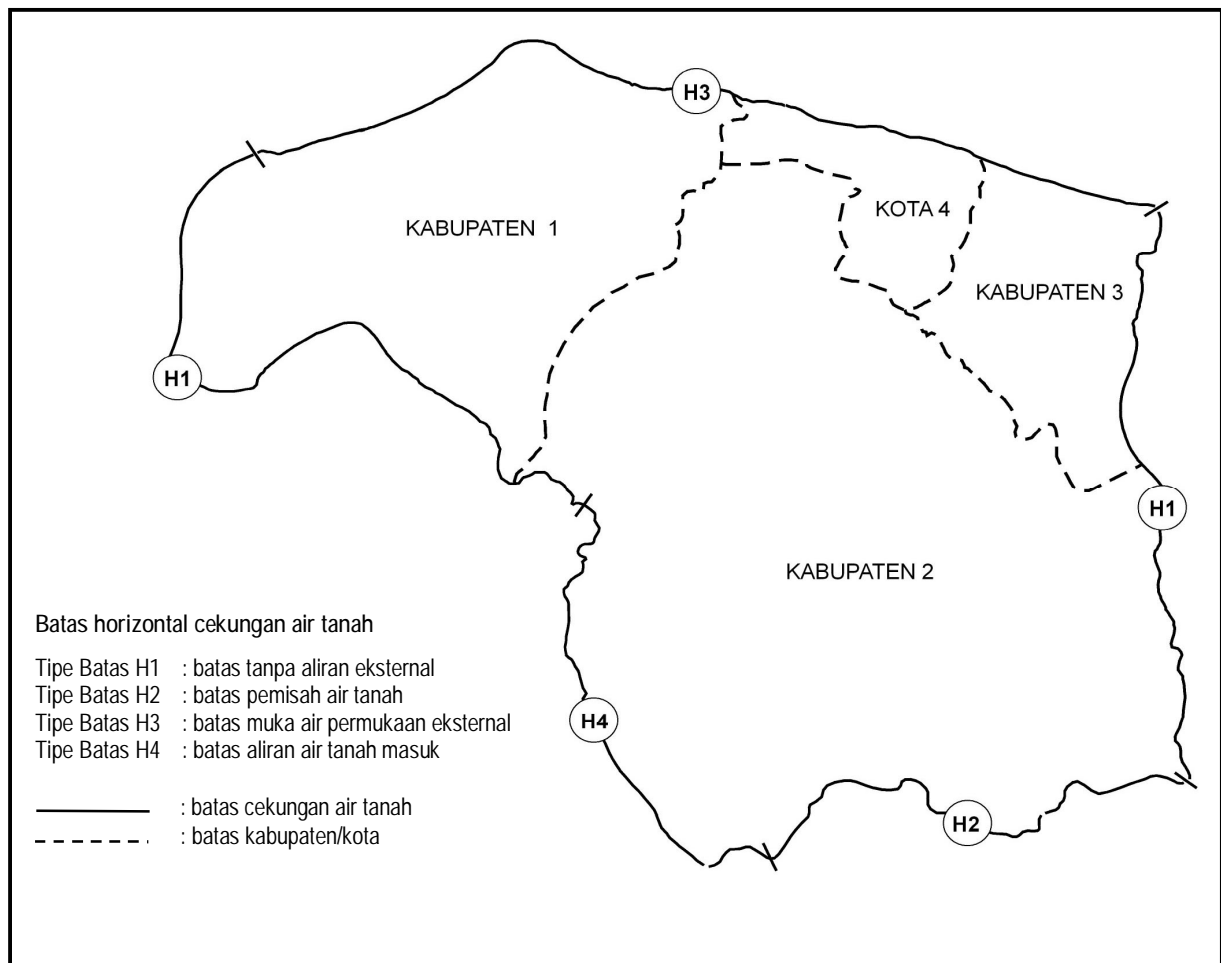 H3
KOTA 4
KABUPATEN 1
KABUPATEN 3
H1
H1
KABUPATEN 2
Batas horizontal cekungan air tanah
Tipe Batas H1 : batas tanpa aliran eksternal
Tipe Batas H2 : batas pemisah air tanah
Tipe Batas H3 : batas muka air permukaan eksternal
Tipe Batas H4 : batas aliran air tanah masuk
H4
: batas cekungan air tanah
: batas kabupaten/kota
H2